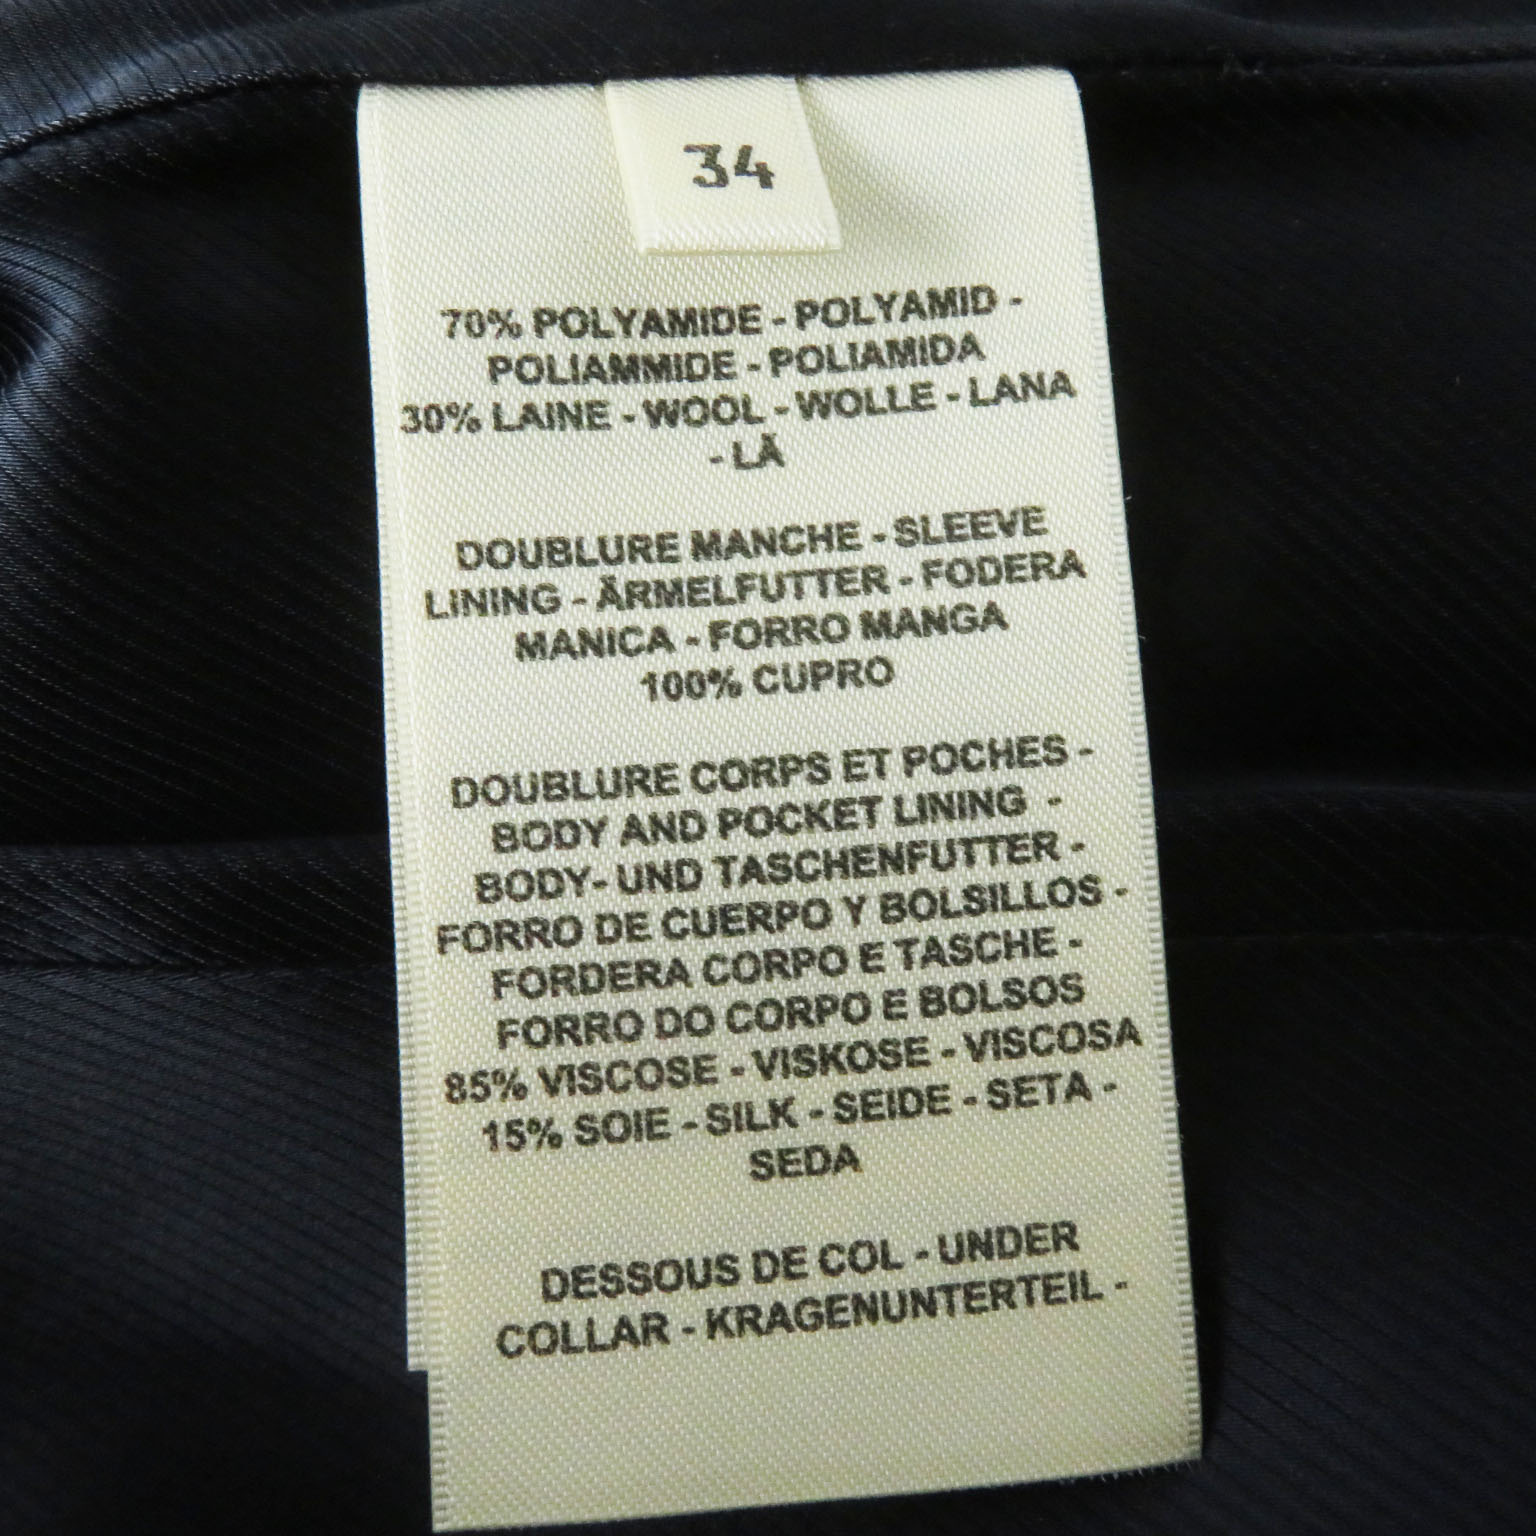 34
70% POLYAMIDE - POLYAMID -
POLIAMMIDE - POLIAMIDA
30% LAINE - WOOL - WOLLE - LANA
- LÃ
DOUBLURE MANCHE - SLEEVE
LINING - ÄRMELFUTTER - FODERA
MANICA - FORRO MANGA
100% CUPRO
DOUBLURE CORPS ET POCHES -
BODY AND POCKET LINING -
BODY- UND TASCHENFUTTER -
FORRO DE CUERPO Y BOLSILLOS -
FORDERA CORPO E TASCHE -
FORRO DO CORPO E BOLSOS
85% VISCOSE - VISKOSE - VISCOSA
15% SOIE - SILK - SEIDE - SETA -
SEDA
DESSOUS DE COL - UNDER
COLLAR - KRAGENUNTERTEIL -